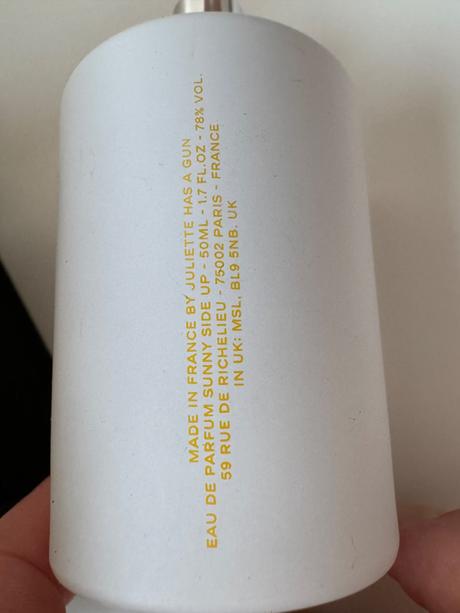 MADE IN FRANCE BY JULIETTE HAS A GUN
EAU DE PARFUM SUNNY SIDE UP - 50ML - 1.7 FL.OZ - 78% VOL.
59 RUE DE RICHELIEU - 75002 PARIS - FRANCE
IN UK: MSL, BL9 5NB. UK